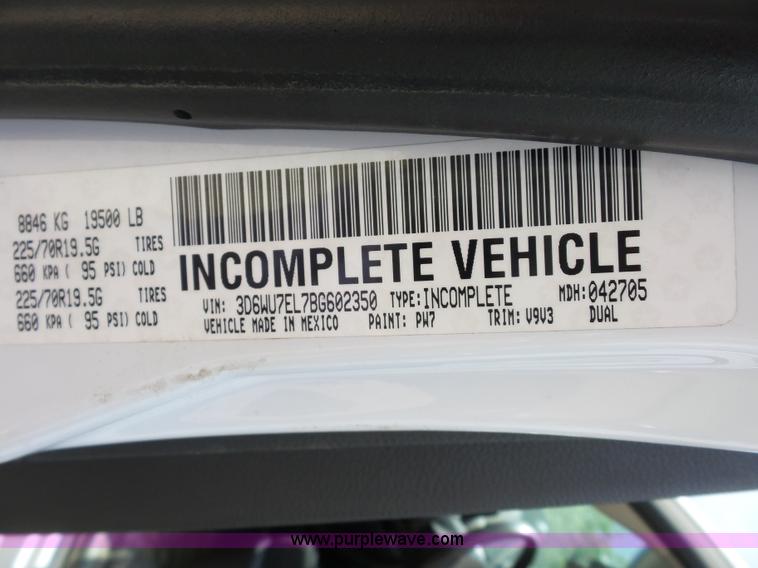 8846 KG 19500 LB
225/70R19.5G TIRES
660 KPA ( 95 PSI) COLD
225/70R19.5G TIRES
660 KPA ( 95 PSI) COLD
INCOMPLETE VEHICLE
VIN: 3D6WU7EL7BG602350 TYPE: INCOMPLETE MDH: 042705
VEHICLE MADE IN MEXICO PAINT: PW7 TRIM: V9V3 DUAL
www.purplewave.com